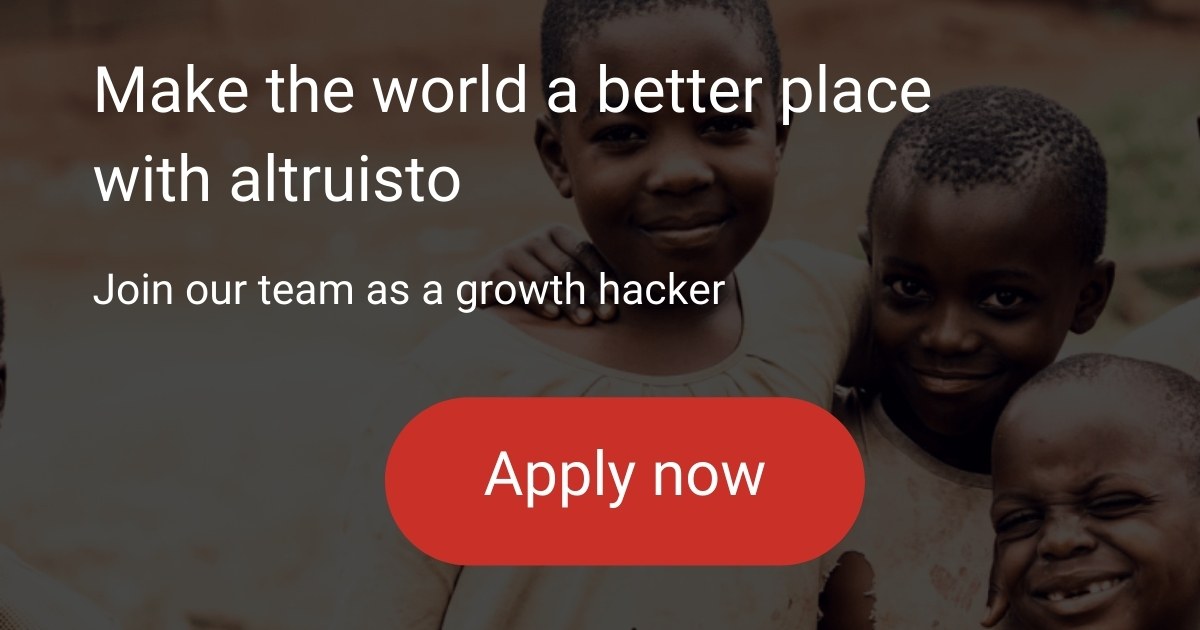 Make the world a better place
with altruisto
Join our team as a growth hacker
Apply now